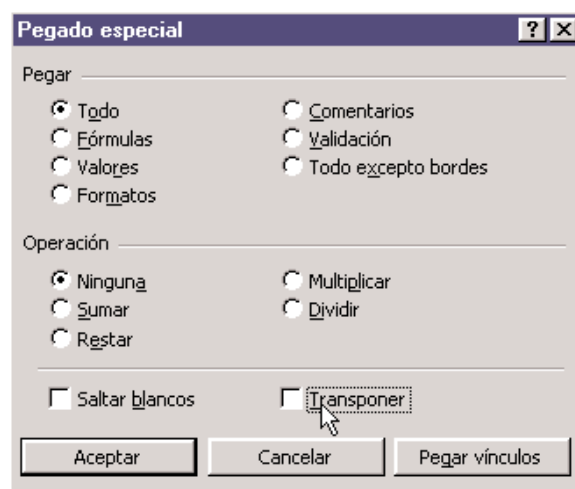 Pegado especial
Pegar
Todo Comentarios
Fórmulas Validación
Valores Todo excepto bordes
Formatos
Operación
Ninguna Multiplicar
Sumar Dividir
Restar
Saltar blancos Transponer
Aceptar Cancelar Pegar vínculos